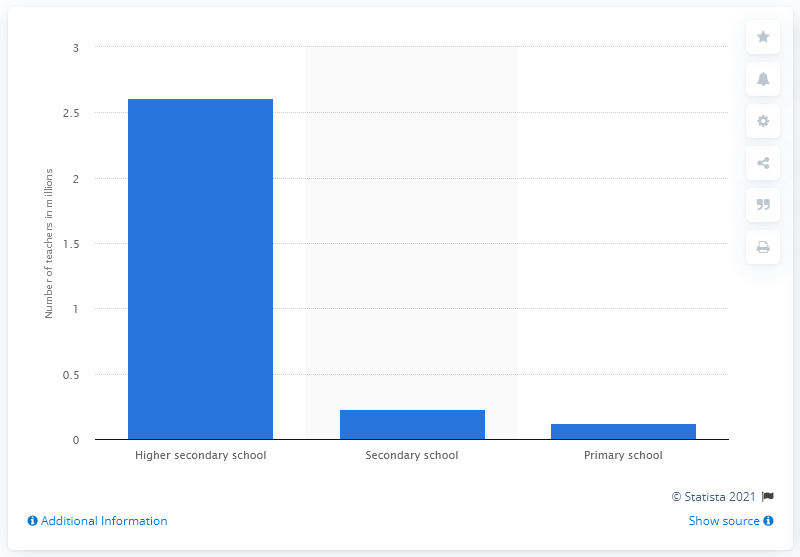 3
2.5
2
1.5
1
0.5
0
Number of teachers in millions
Higher secondary school
Secondary school
Primary school
© Statista 2021
Additional Information
Show source